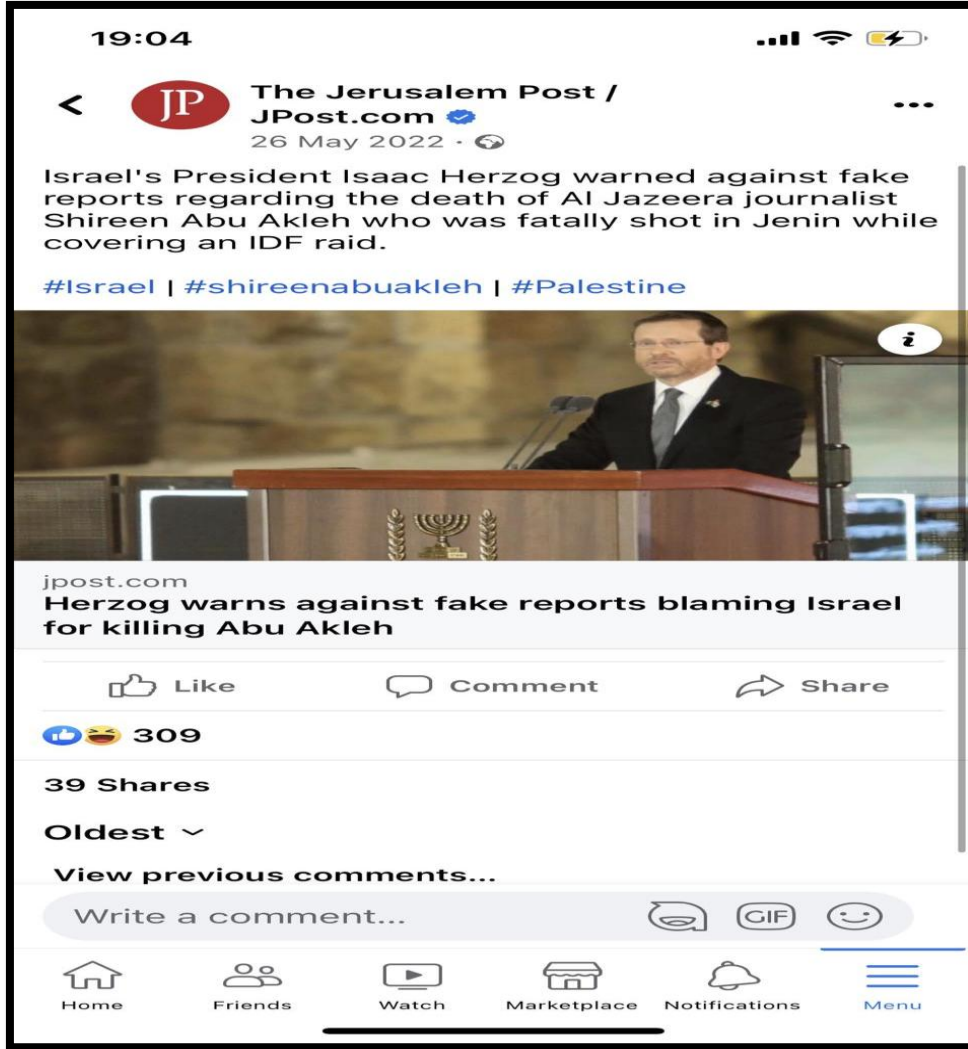 19:04
JP
The Jerusalem Post /
JPost.com
26 May 2022 ·
Israel's President Isaac Herzog warned against fake
reports regarding the death of Al Jazeera journalist
Shireen Abu Akleh who was fatally shot in Jenin while
covering an IDF raid.
#Israel | #shireenabuakleh | #Palestine
i
jpost.com
Herzog warns against fake reports blaming Israel
for killing Abu Akleh
Like Comment Share
309
39 Shares
Oldest
View previous comments...
Write a comment... GIF
Home Friends Watch Marketplace Notifications Menu